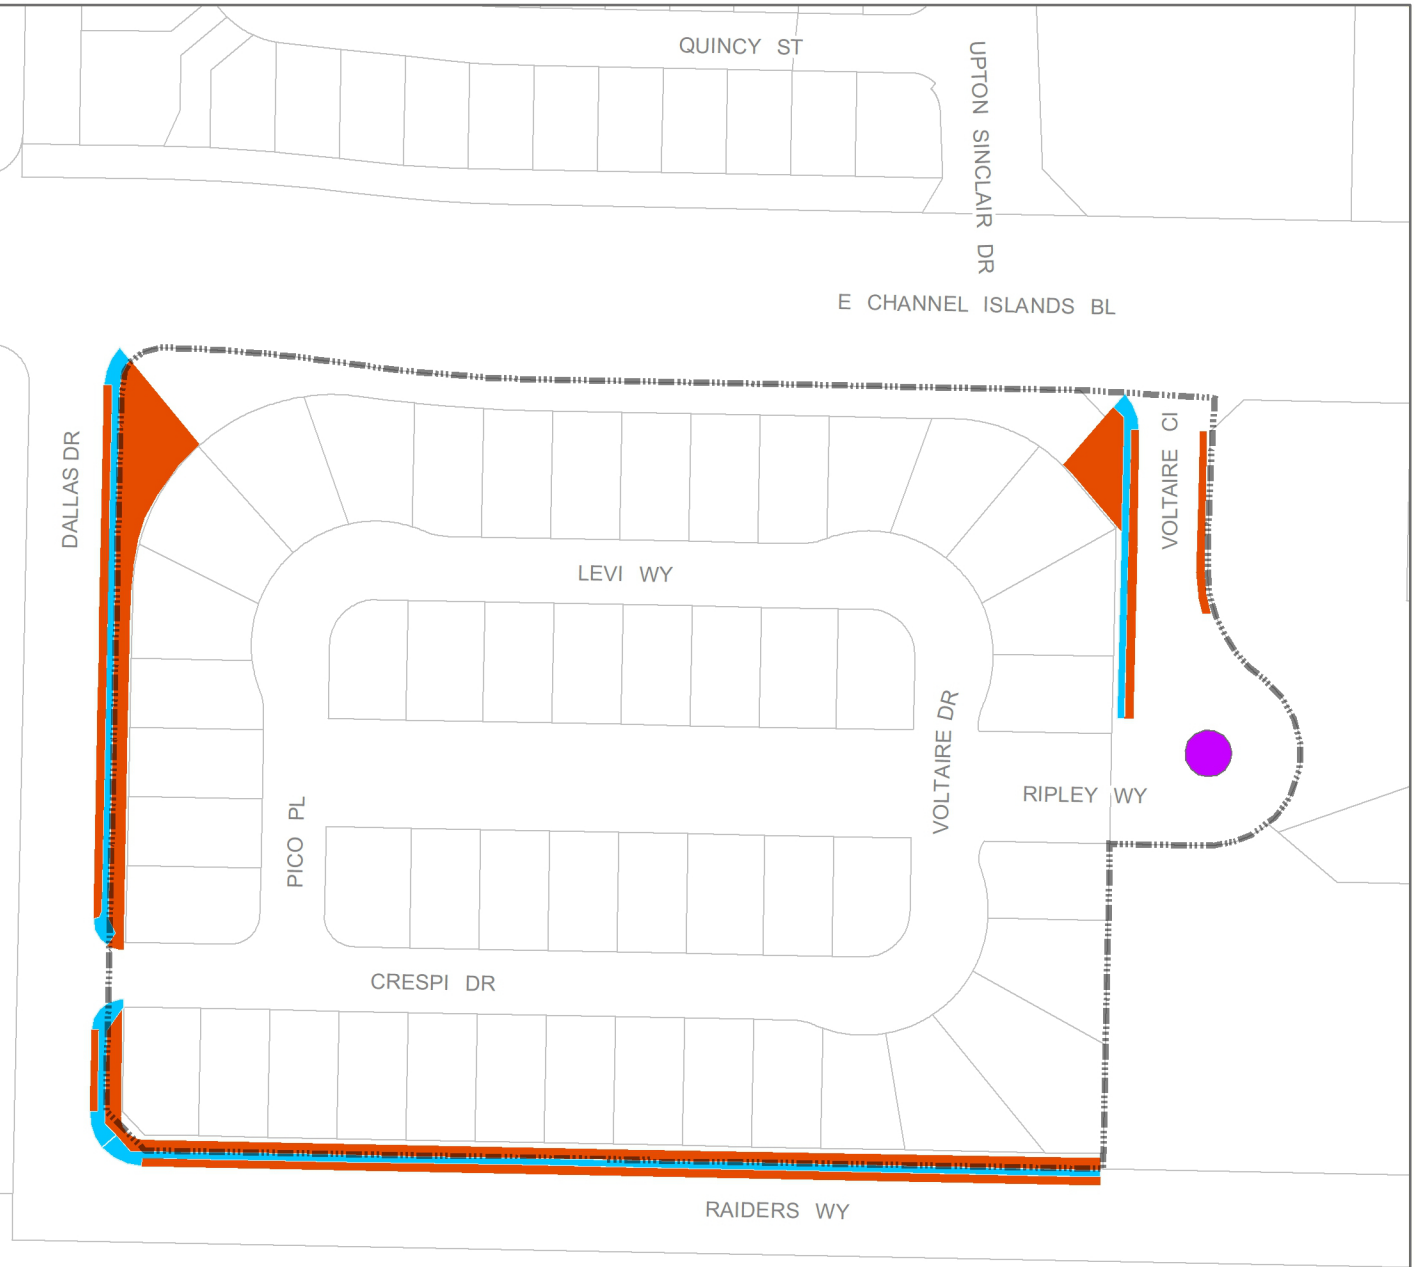 QUINCY ST
UPTON SINCLAIR DR
E CHANNEL ISLANDS BL
DALLAS DR
VOLTAIRE CI
LEVI WY
VOLTAIRE DR
RIPLEY WY
PICO PL
CRESPI DR
RAIDERS WY